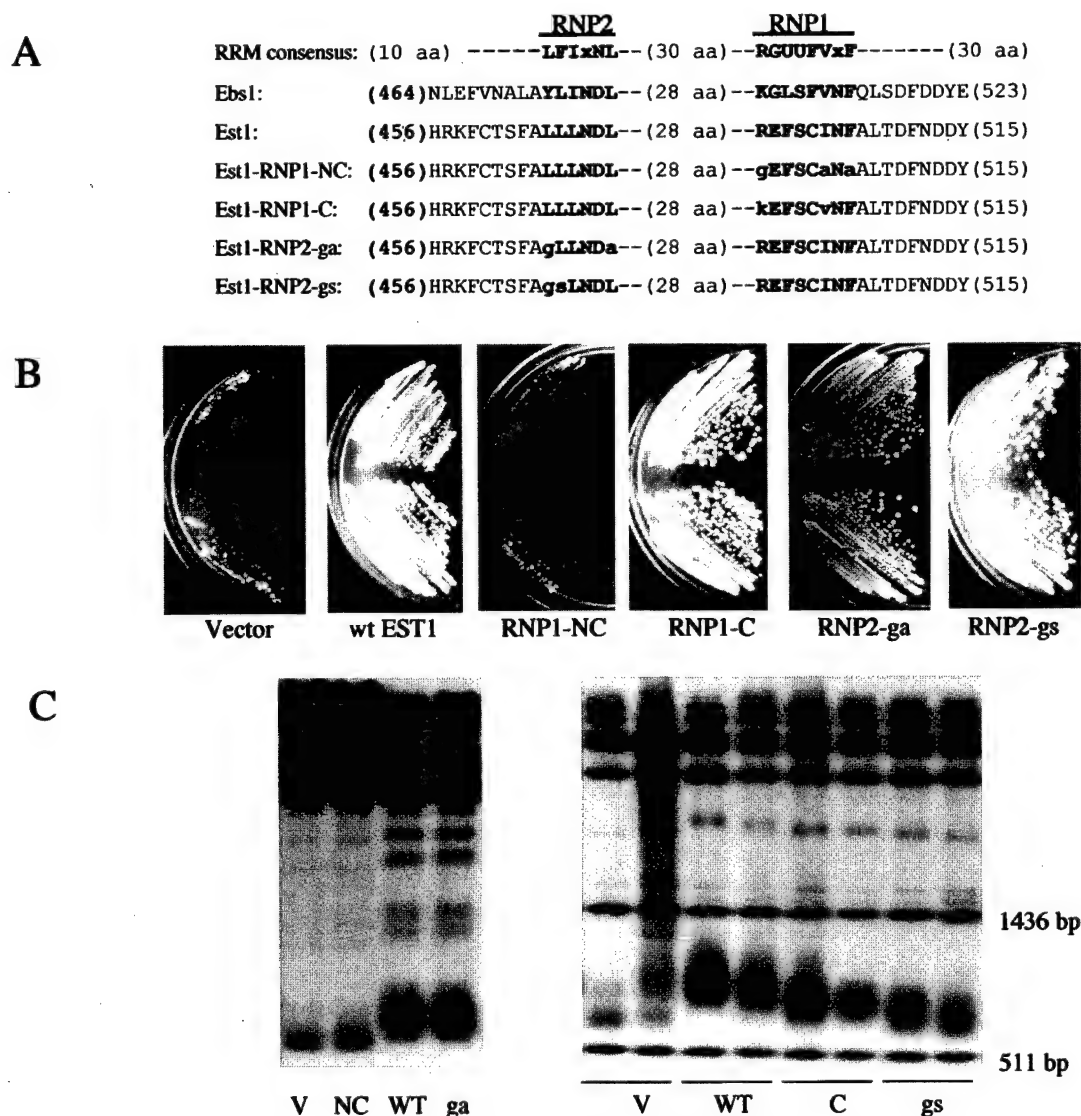 A
RNP2 RNP1
RRM consensus: (10 aa) -----LFIxNL--(30 aa) --RGUUFVxF-------(30 aa)
Ebs1: (464)NLEFVNALAYLINDL--(28 aa)--KGLSFVNFQLSDFDDYE(523)
Est1: (456)HRKFCTSFALLLNDL--(28 aa)--REFSCINFALTDFNDDY(515)
Est1-RNP1-NC: (456)HRKFCTSFALLLNDL--(28 aa)--gEFSCaNaALTDFNDDY(515)
Est1-RNP1-C: (456)HRKFCTSFALLLNDL--(28 aa)--kEFSCvNFALTDFNDDY(515)
Est1-RNP2-ga: (456)HRKFCTSFAgLLNDa--(28 aa)--REFSCINFALTDFNDDY(515)
Est1-RNP2-gs: (456)HRKFCTSFAgsLNDL--(28 aa)--REFSCINFALTDFNDDY(515)
B
Vector wt EST1 RNP1-NC RNP1-C RNP2-ga RNP2-gs
C
1436 bp
511 bp
V NC WT ga V WT C gs